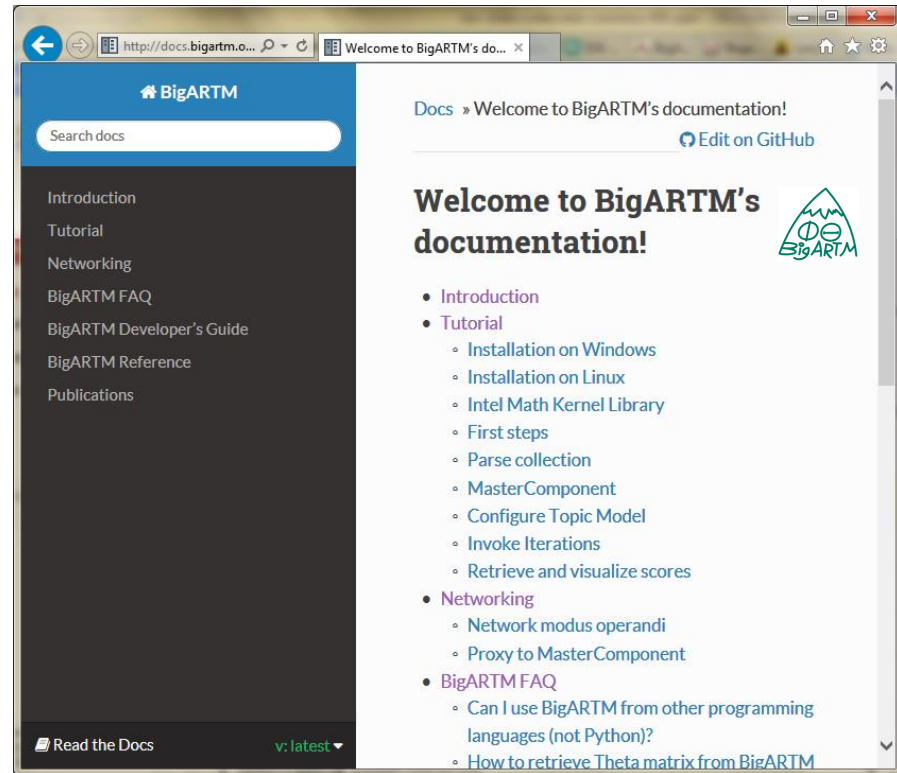 http://docs.bigartm.o...
Welcome to BigARTM's do...
BigARTM
Search docs
Introduction
Tutorial
Networking
BigARTM FAQ
BigARTM Developer's Guide
BigARTM Reference
Publications
Read the Docs
v: latest
Docs » Welcome to BigARTM's documentation!
Edit on GitHub
Welcome to BigARTM's
documentation!
ΦΘ
BigARTM
• Introduction
• Tutorial
◦ Installation on Windows
◦ Installation on Linux
◦ Intel Math Kernel Library
◦ First steps
◦ Parse collection
◦ MasterComponent
◦ Configure Topic Model
◦ Invoke Iterations
◦ Retrieve and visualize scores
• Networking
◦ Network modus operandi
◦ Proxy to MasterComponent
• BigARTM FAQ
◦ Can I use BigARTM from other programming
languages (not Python)?
◦ How to retrieve Theta matrix from BigARTM